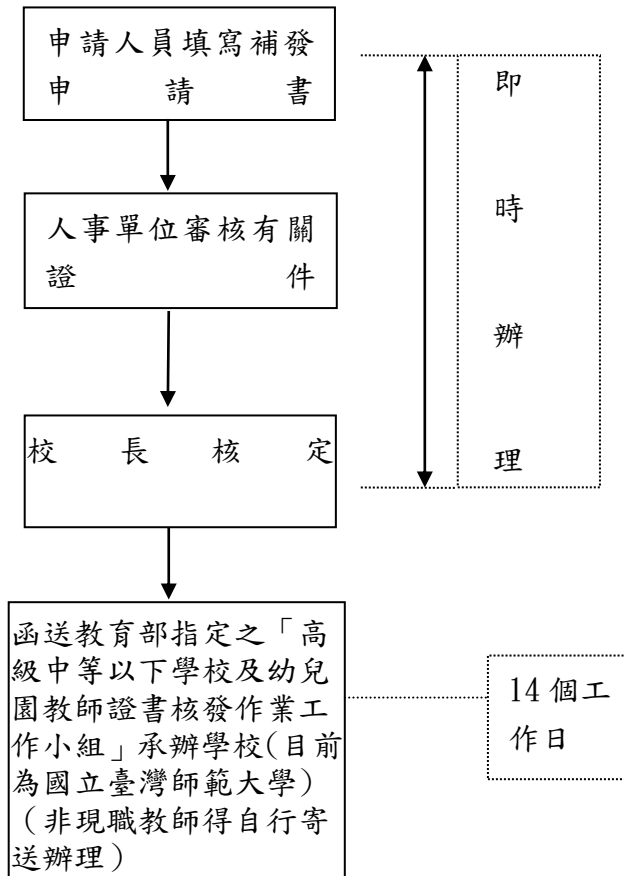 申請人員填寫補發
申請書
即
時
辦
理
人事單位審核有關
證件
校長核定
函送教育部指定之「高
級中等以下學校及幼兒
園教師證書核發作業工
作小組」承辦學校(目前
為國立臺灣師範大學)
（非現職教師得自行寄
送辦理）
14個工
作日